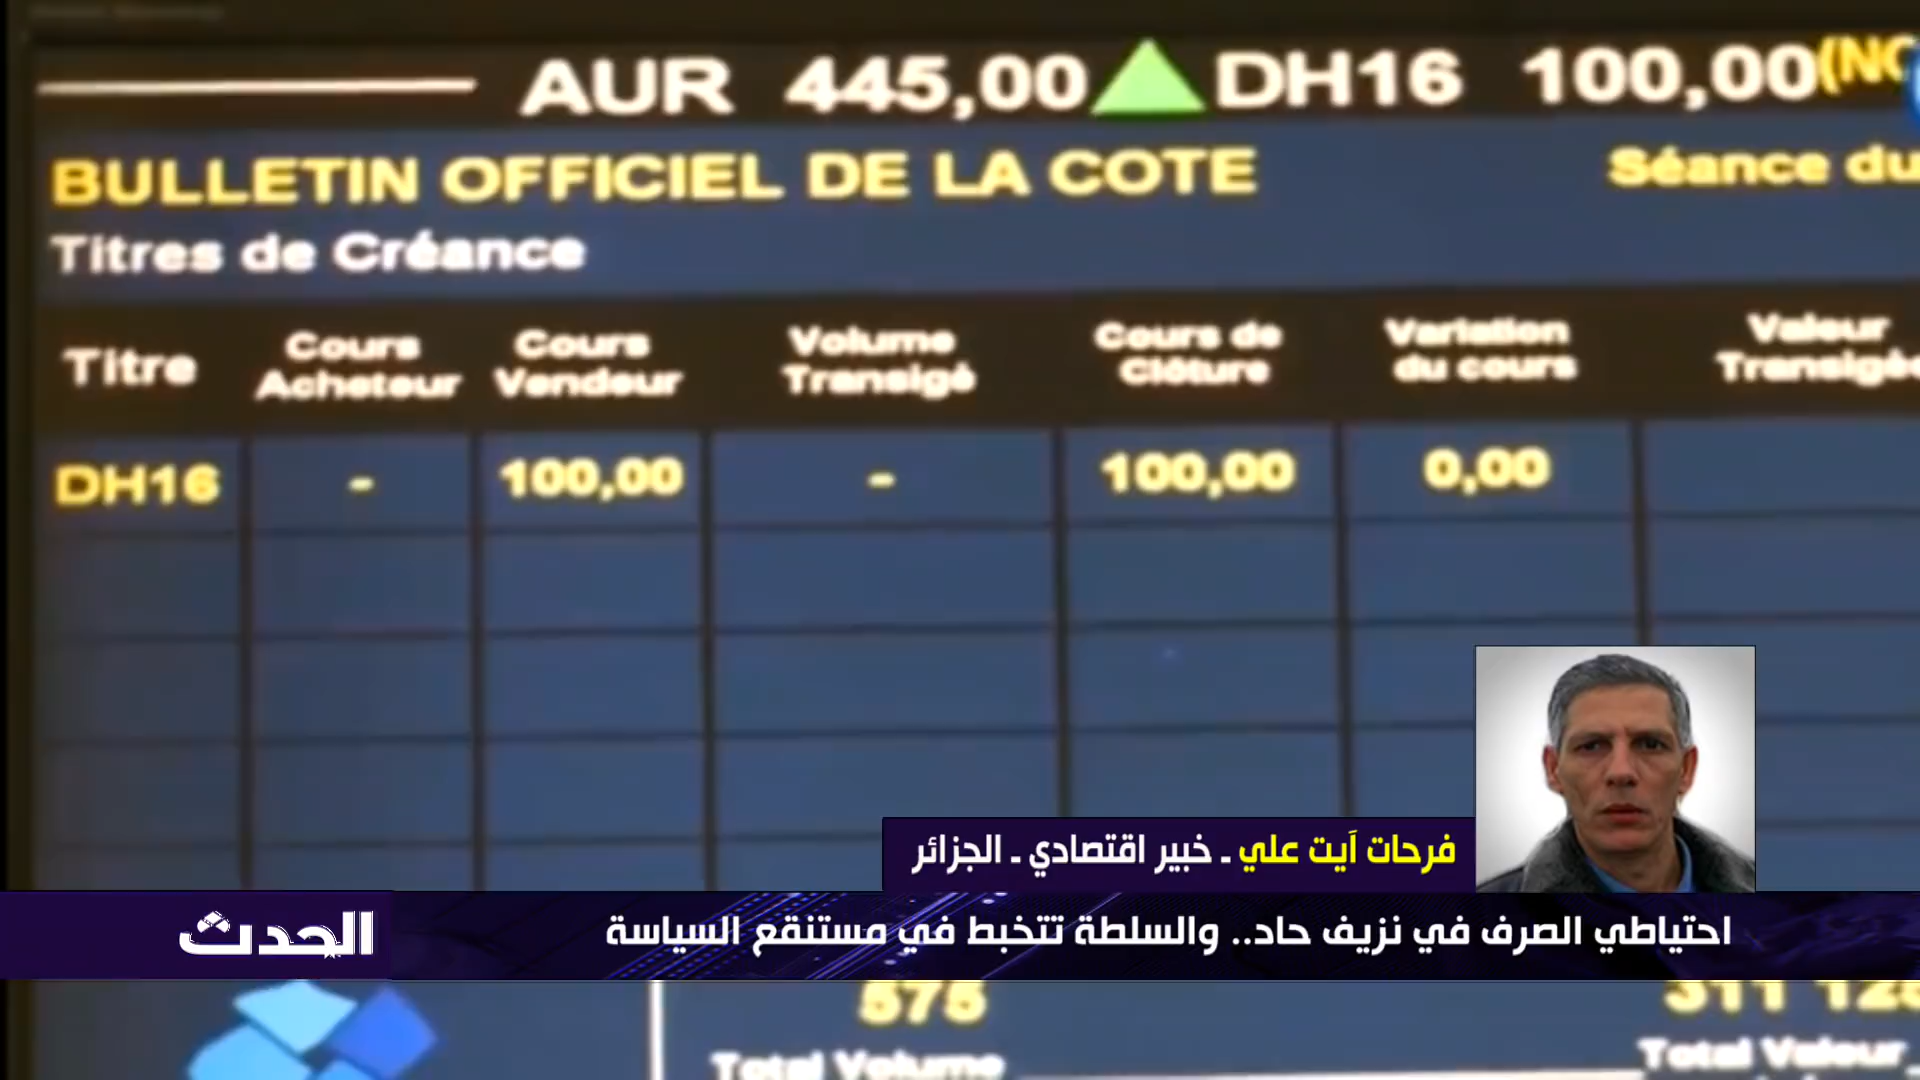 AUR 445,00 DH16 100,00
BULLETIN OFFICIEL DE LA COTE
Séance du
Titres de Créance
Titre
Cours Acheteur
Cours Vendeur
Volume Transigé
Cours de Clôture
Variation du cours
Valeur
DH16 - 100,00 - 100,00 0,00
فرحات آيت علي - خبير اقتصادي - الجزائر
احتياطي الصرف في نزيف حاد.. والسلطة تتخبط في مستنقع السياسة
الحدث
575
Total Volume
Total Valeur